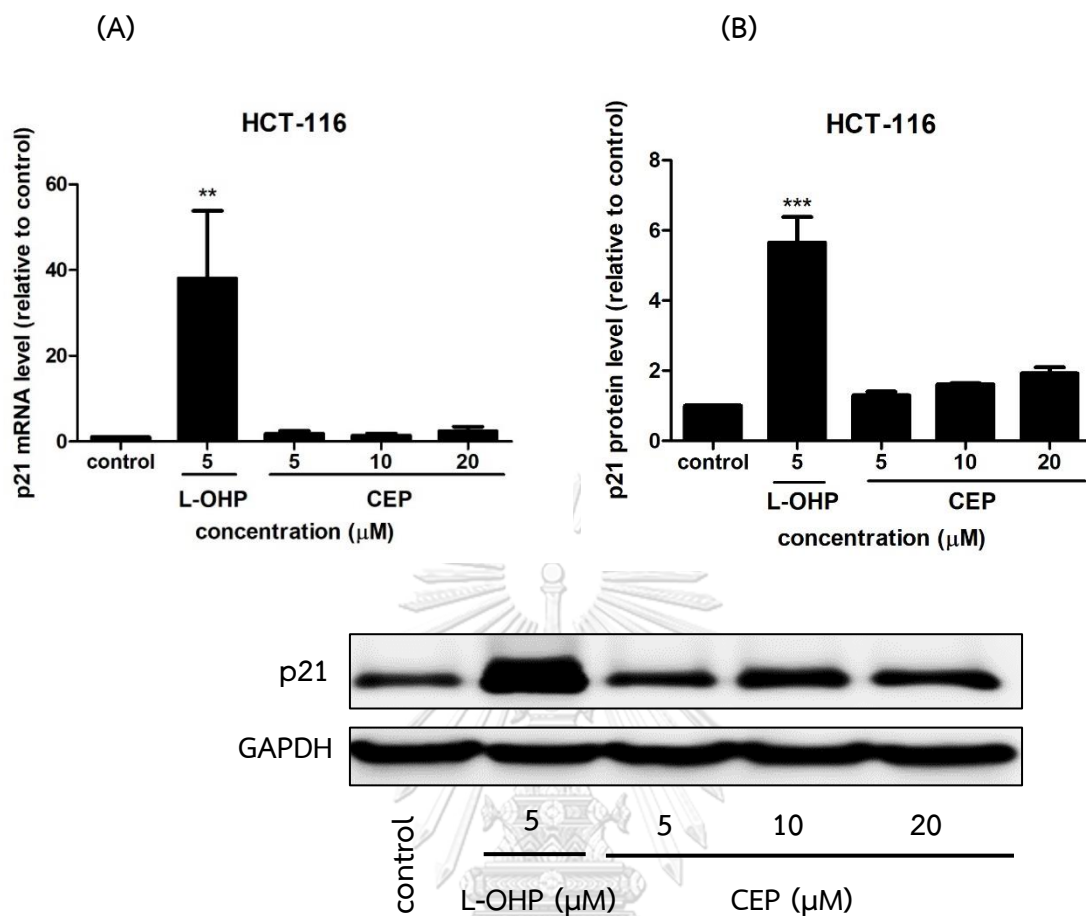 (A)
HCT-116
p21 mRNA level (relative to control)
60
40
20
0
control 5 5 10 20
L-OHP CEP
concentration (μM)
(B)
HCT-116
p21 protein level (relative to control)
8
6
4
2
0
control 5 5 10 20
L-OHP CEP
concentration (μM)
**
***
p21
GAPDH
control 5 5 10 20
L-OHP (μM) CEP (μM)